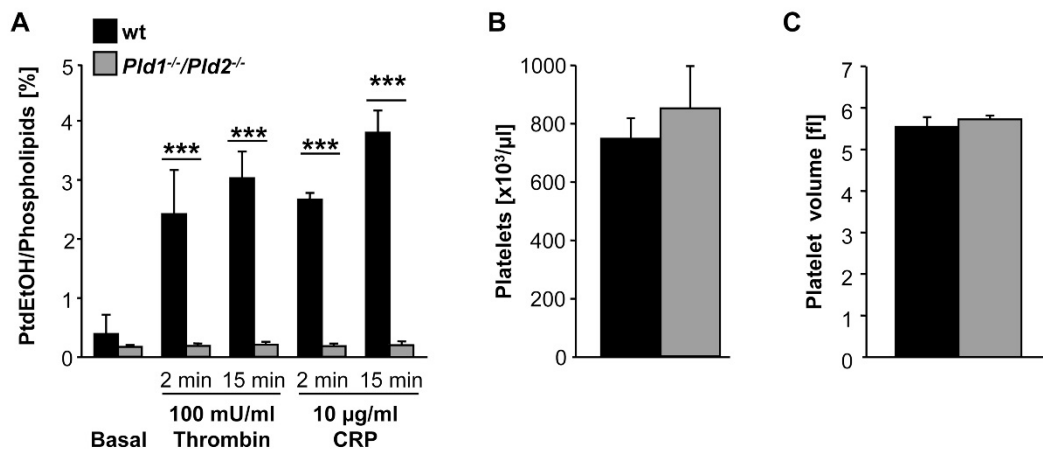 A
wt
Pld1-/-/Pld2-/-
PtdEtOH/Phospholipids [%]
5
4
3
2
1
0
***
***
***
***
2 min 15 min 2 min 15 min
100 mU/ml 10 µg/ml
Basal Thrombin CRP
B
Platelets [x10³/µl]
1000
800
600
400
200
0
C
Platelet volume [fl]
7
6
5
4
3
2
1
0